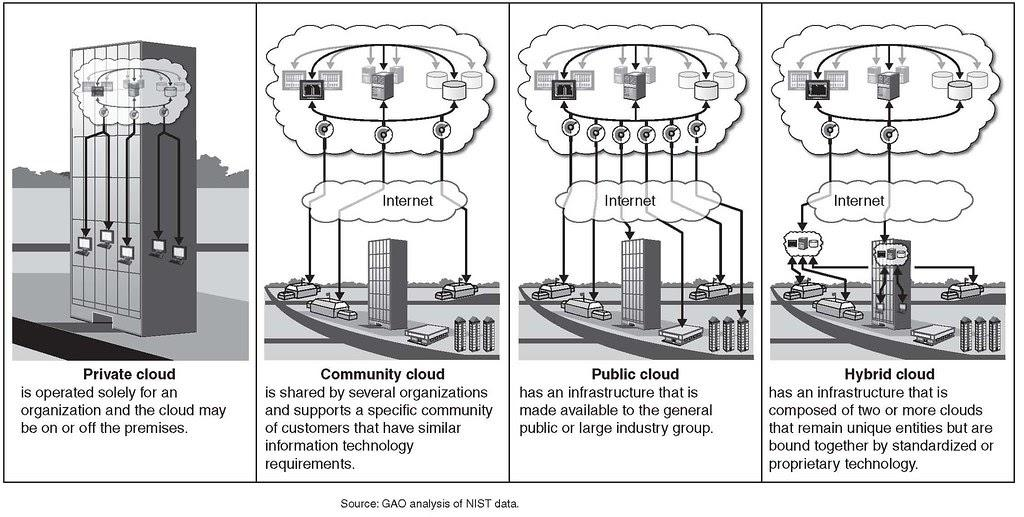 Internet
Internet
Internet
Private cloud
is operated solely for an
organization and the cloud may
be on or off the premises.
Community cloud
is shared by several organizations
and supports a specific community
of customers that have similar
information technology
requirements.
Public cloud
has an infrastructure that is
made available to the general
public or large industry group.
Hybrid cloud
has an infrastructure that is
composed of two or more clouds
that remain unique entities but are
bound together by standardized or
proprietary technology.
Source: GAO analysis of NIST data.